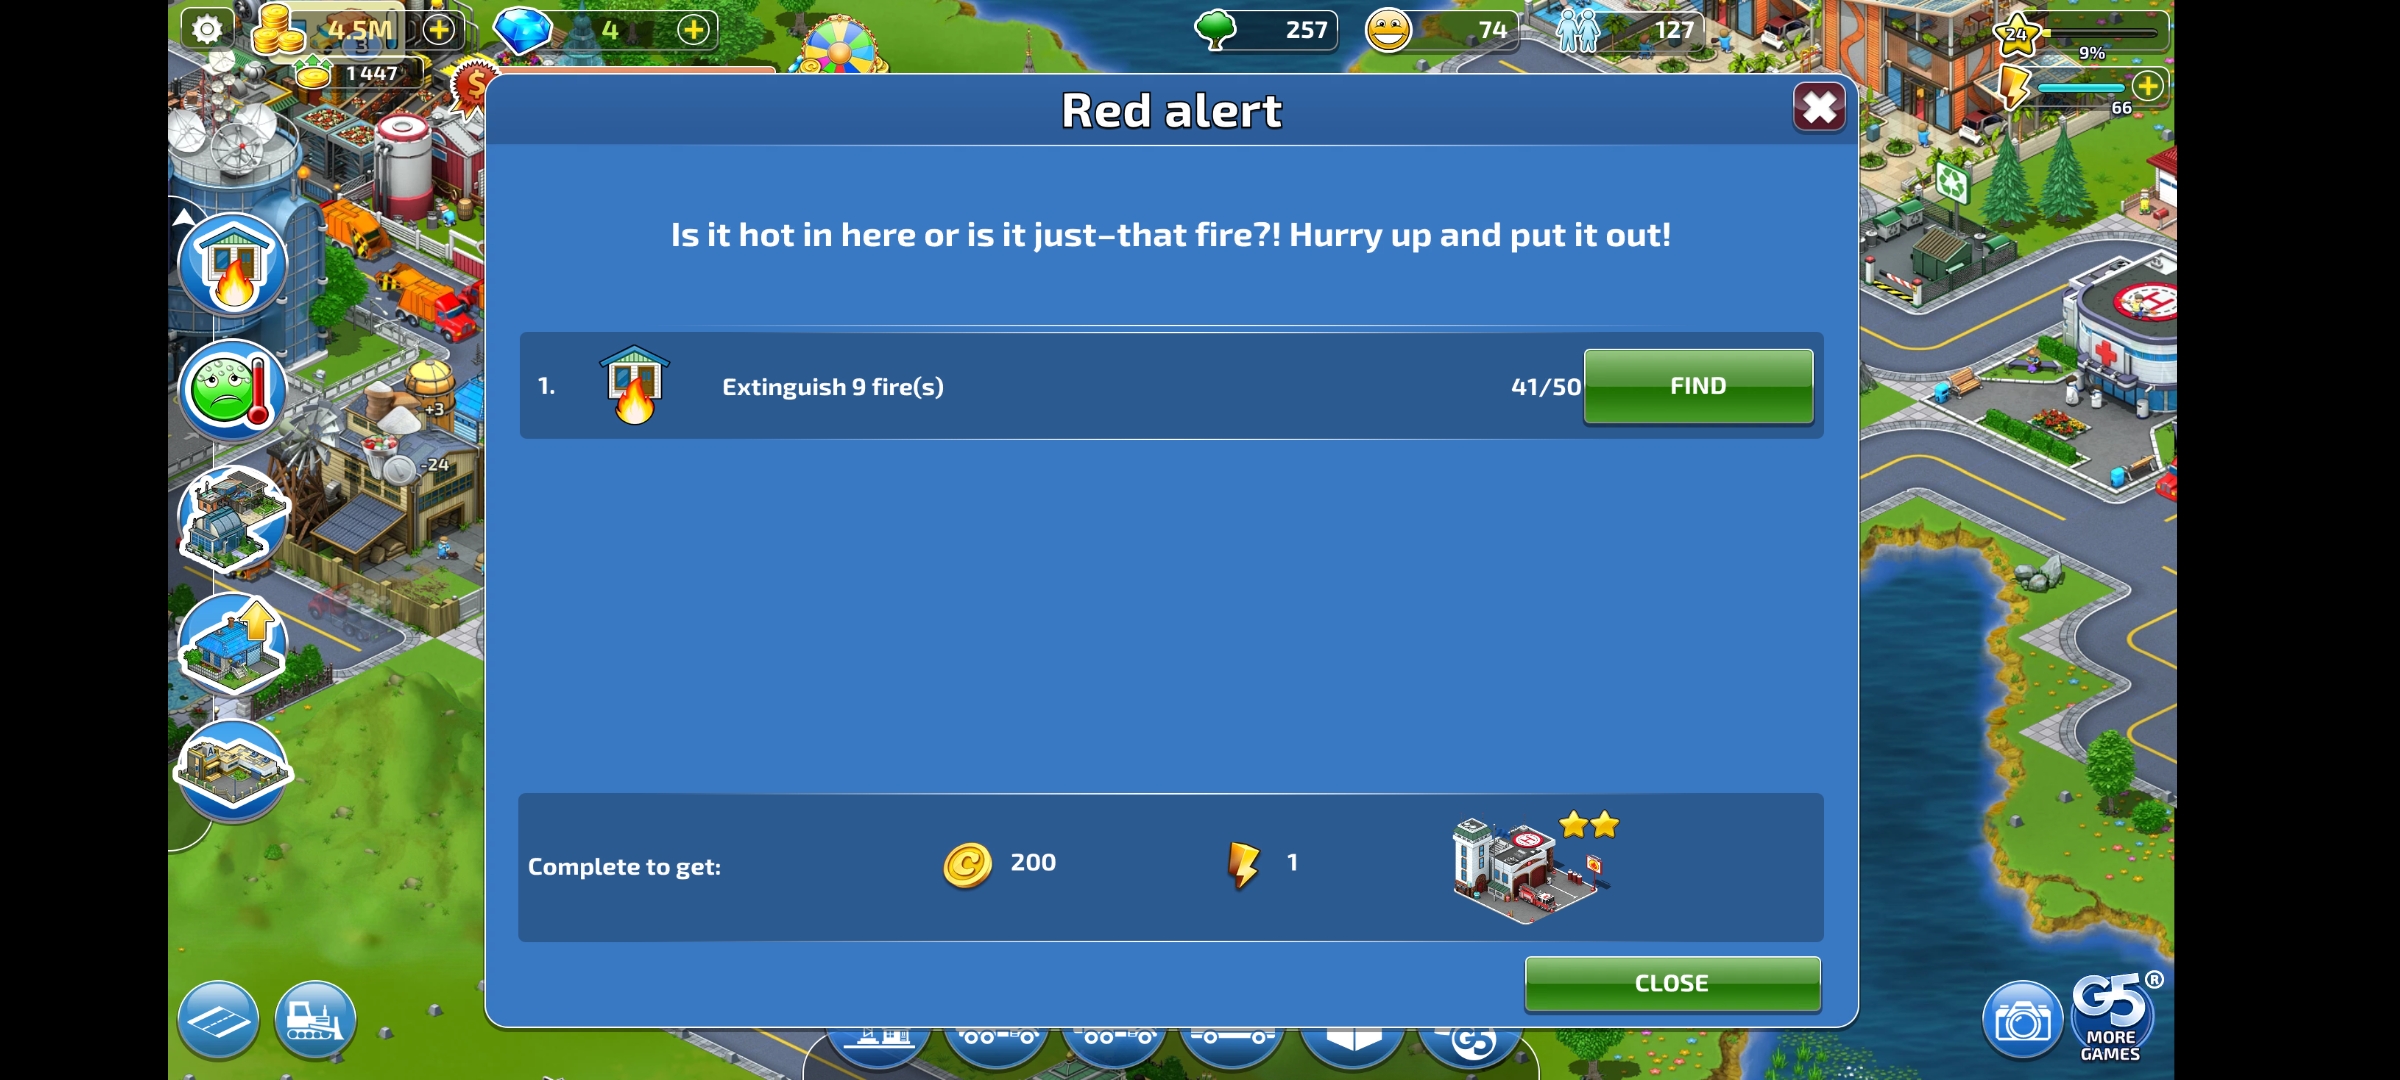 4.5M
4
257
74
127
24
9%
1 447
66
Red alert
Is it hot in here or is it just–that fire?! Hurry up and put it out!
1.
Extinguish 9 fire(s)
41/50
FIND
+3
-24
Complete to get:
200
1
CLOSE
G5®
MORE
GAMES
G5